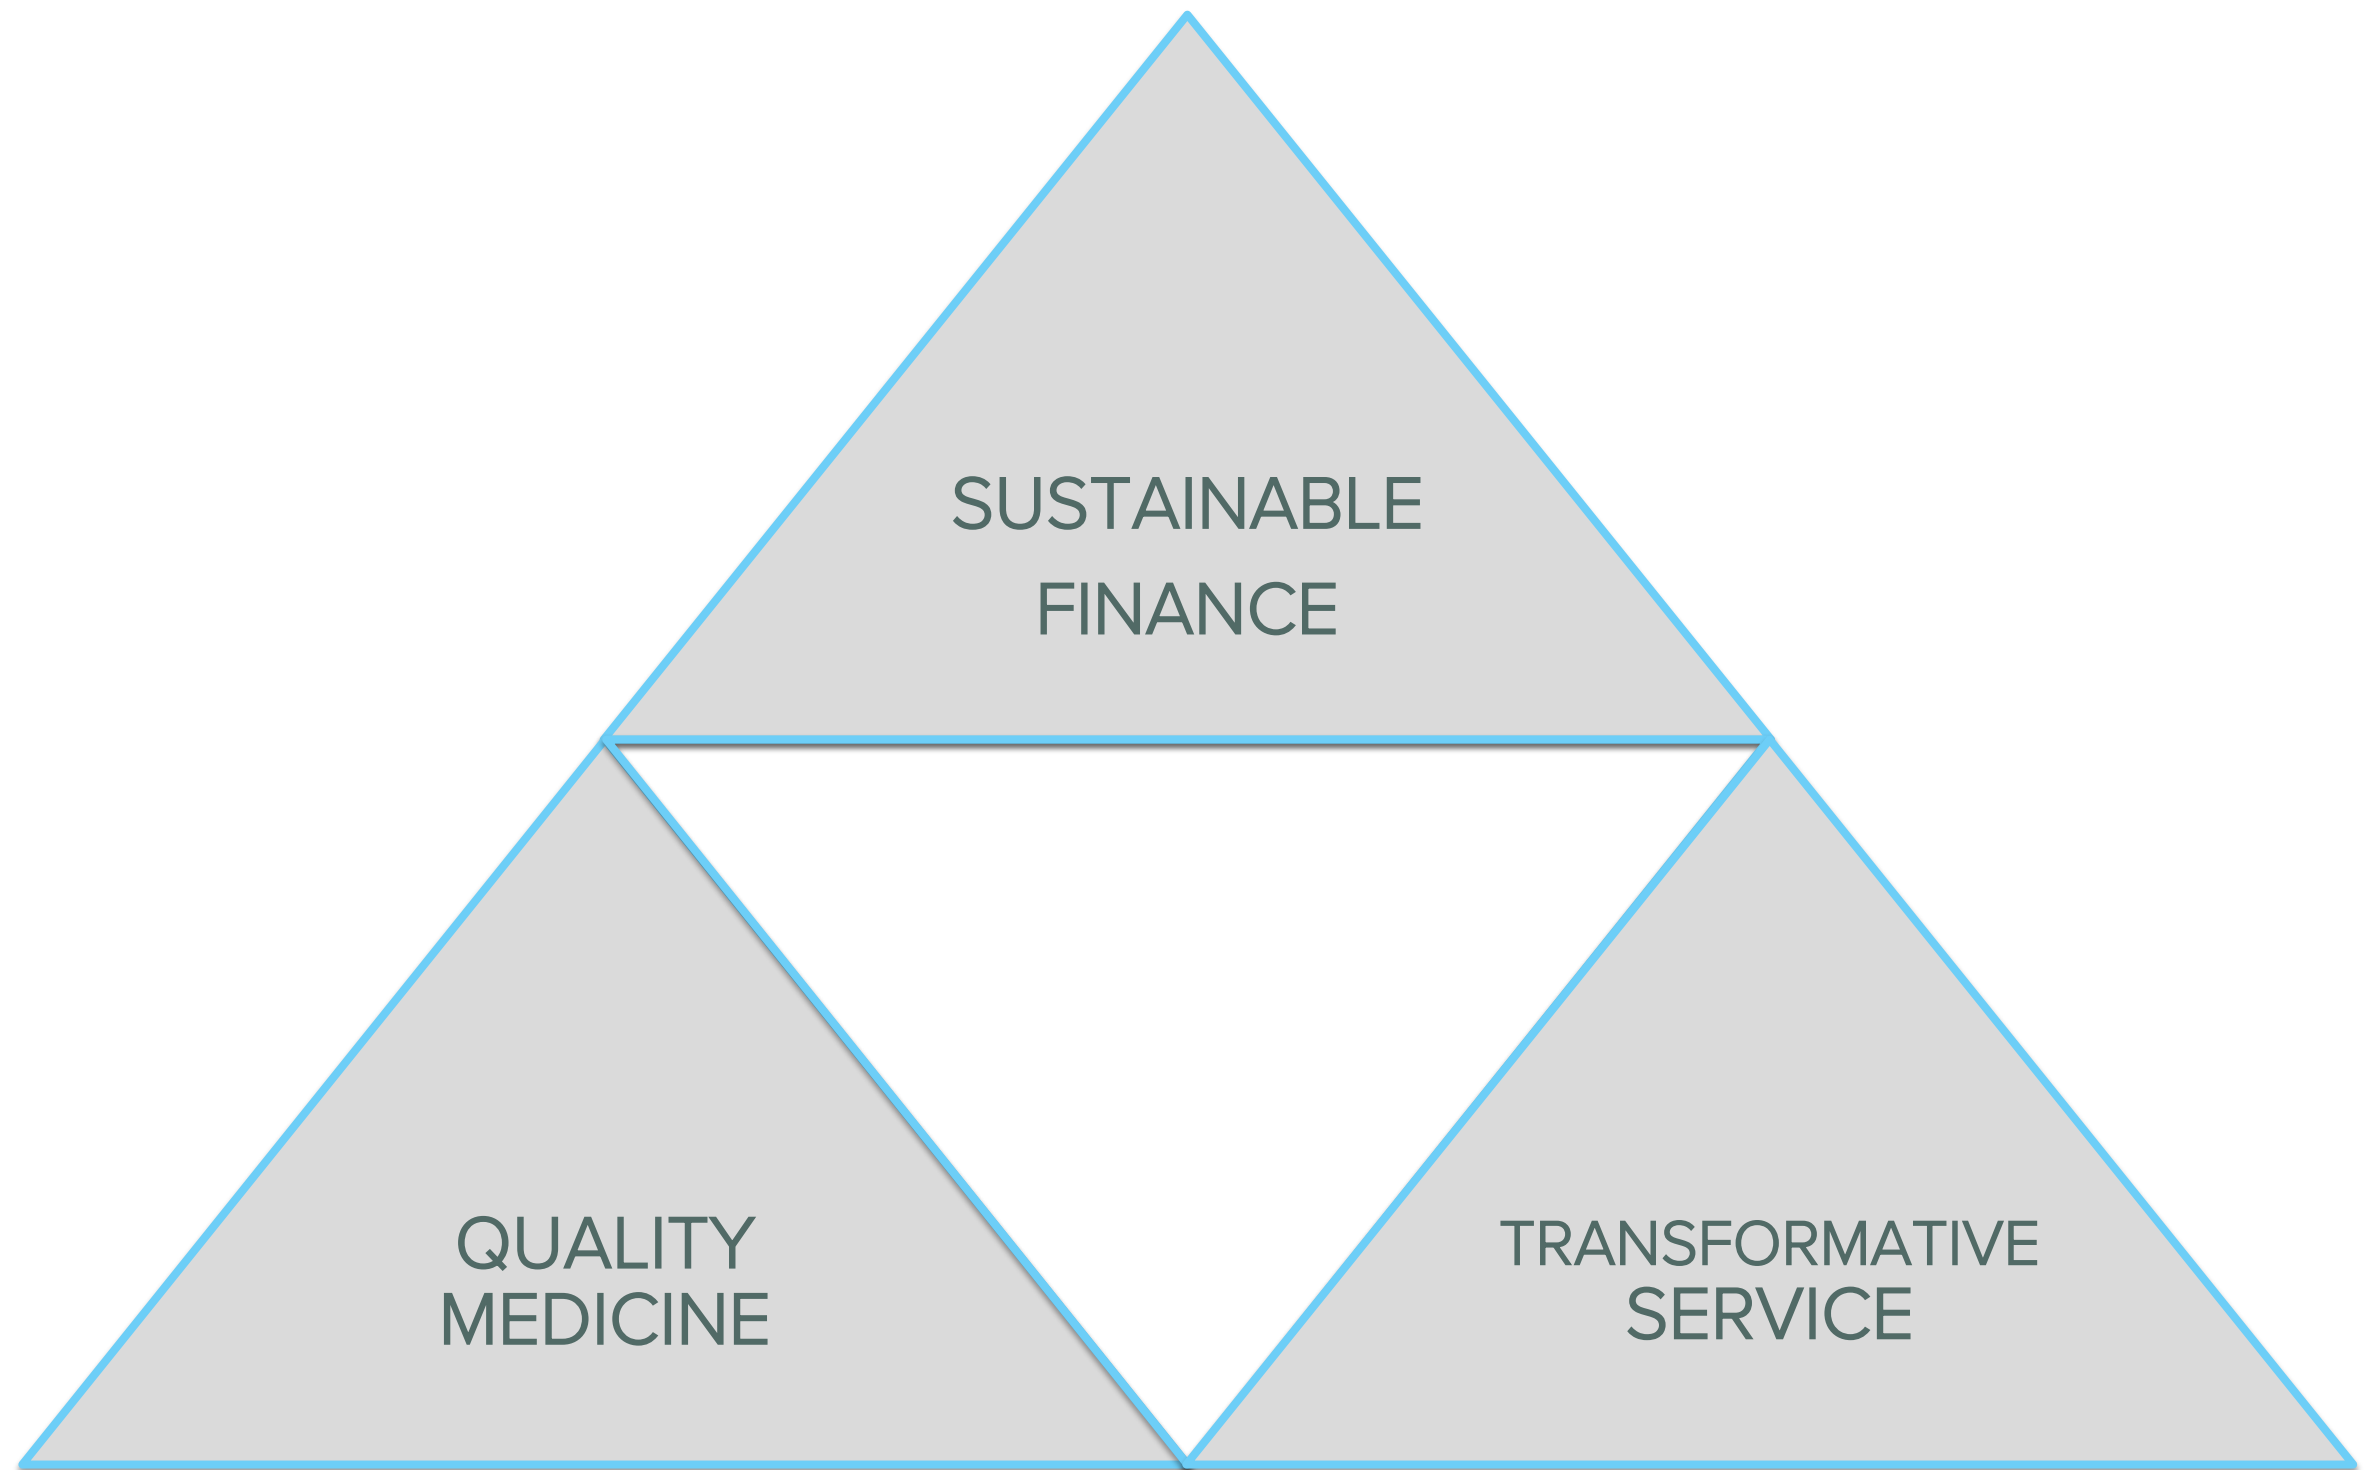 SUSTAINABLE
FINANCE
QUALITY
MEDICINE
TRANSFORMATIVE
SERVICE